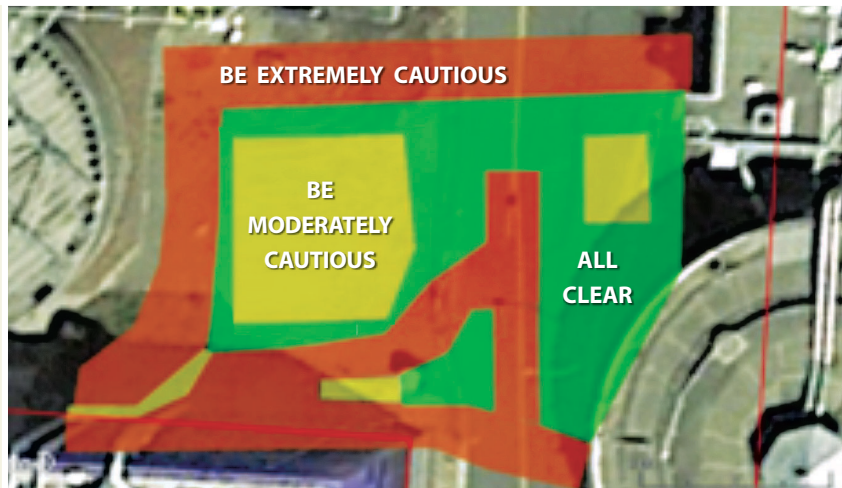 BE EXTREMELY CAUTIOUS
BE
MODERATELY
CAUTIOUS
ALL
CLEAR